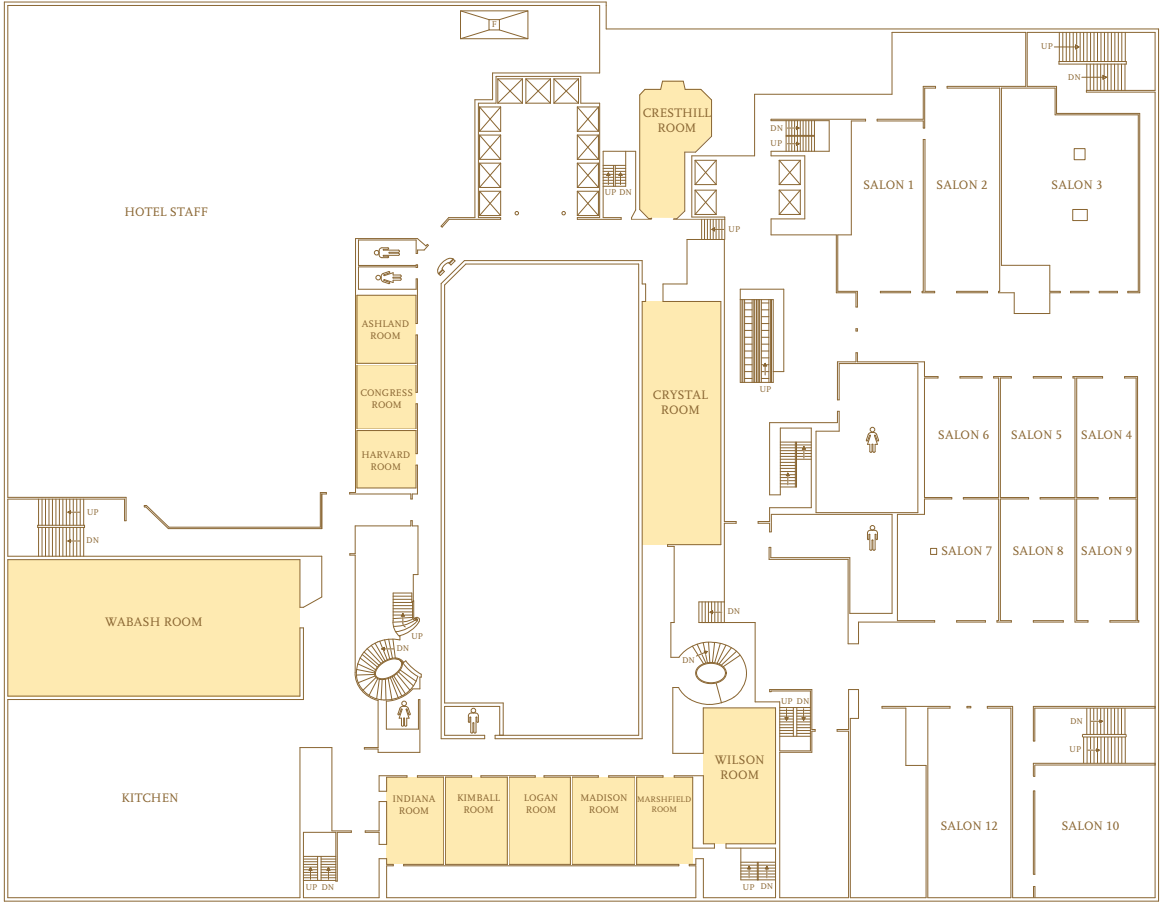 F
UP
DN
CRESTHILL
ROOM
DN
UP
UP DN
SALON 1
SALON 2
SALON 3
HOTEL STAFF
UP
ASHLAND
ROOM
CONGRESS
ROOM
HARVARD
ROOM
CRYSTAL
ROOM
UP
SALON 6
SALON 5
SALON 4
UP
DN
SALON 7
SALON 8
SALON 9
WABASH ROOM
UP
DN
DN
DN
UP DN
DN
UP
WILSON
ROOM
KITCHEN
INDIANA
ROOM
KIMBALL
ROOM
LOGAN
ROOM
MADISON
ROOM
MARSHFIELD
ROOM
SALON 12
SALON 10
UP DN
UP DN